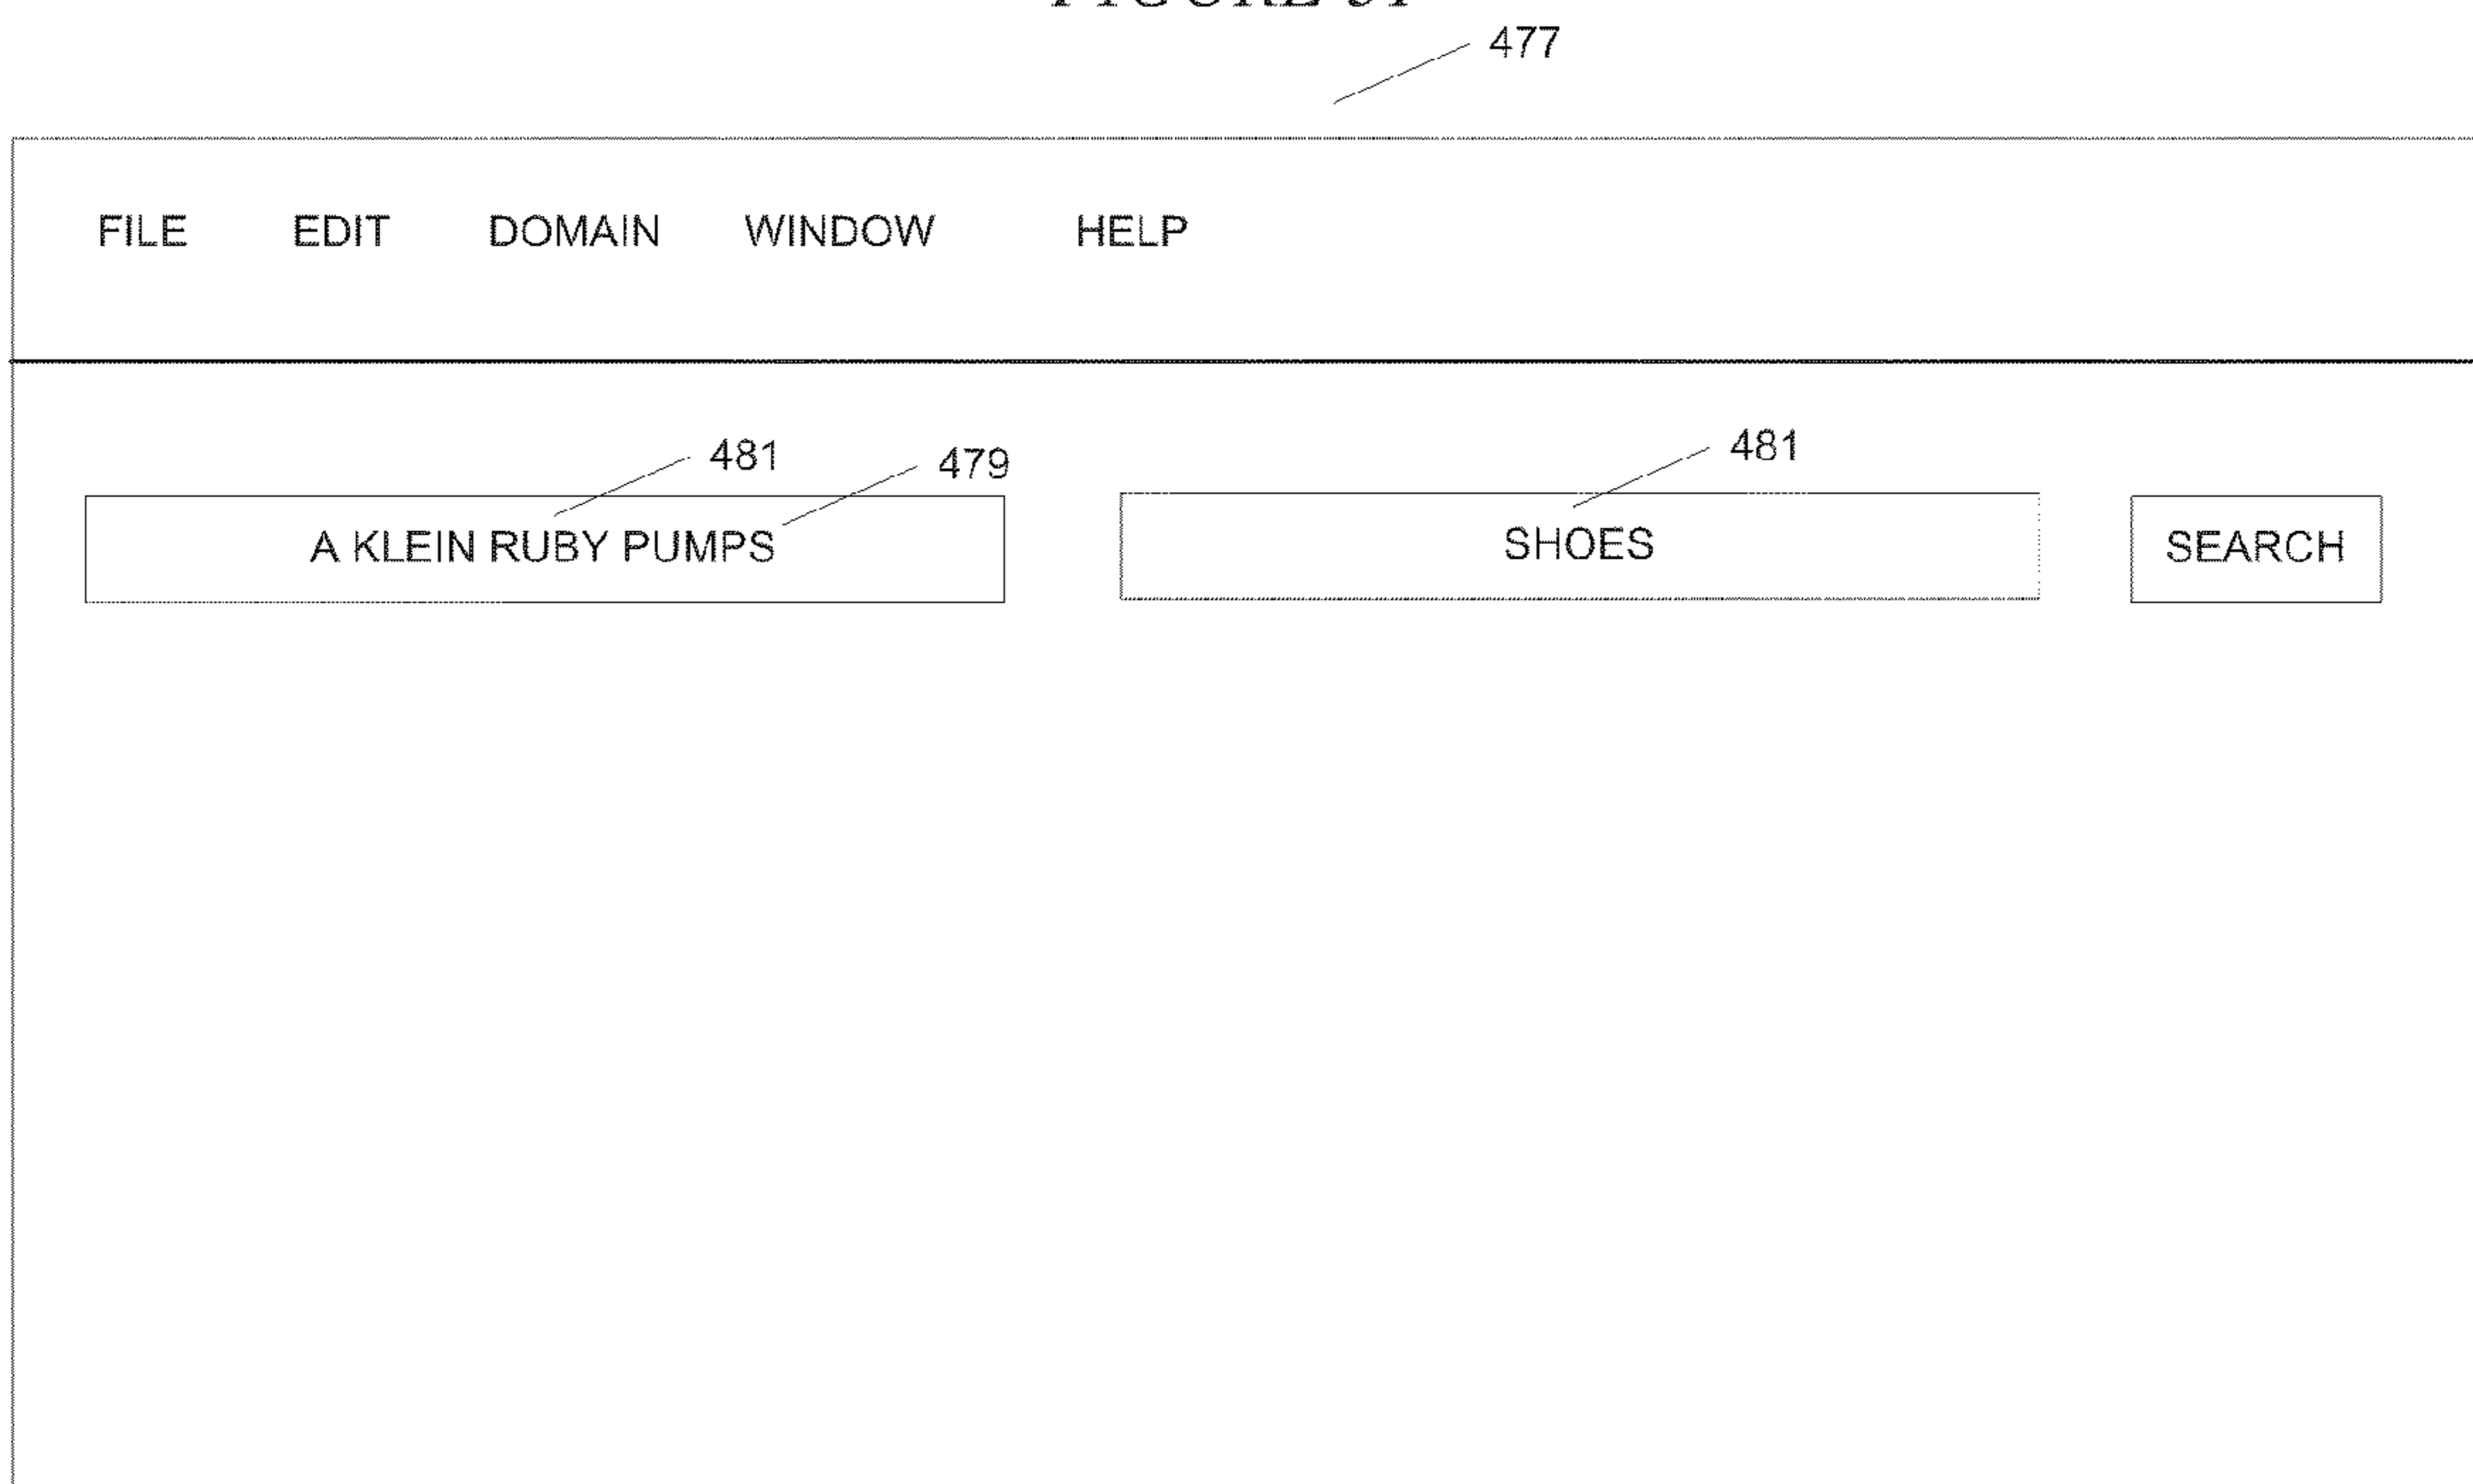 477
FILE EDIT DOMAIN WINDOW HELP
481 479 481
A KLEIN RUBY PUMPS SHOES SEARCH